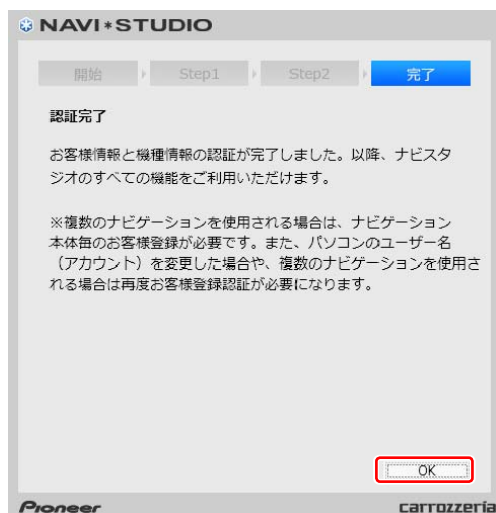 NAVI*STUDIO
開始 Step1 Step2 完了
認証完了
お客様情報と機種情報の認証が完了しました。以降、ナビスタ
ジオのすべての機能をご利用いただけます。
※複数のナビゲーションを使用される場合は、ナビゲーション
本体毎のお客様登録が必要です。また、パソコンのユーザー名
（アカウント）を変更した場合や、複数のナビゲーションを使用さ
れる場合は再度お客様登録認証が必要になります。
OK
Pioneer carrozzeria